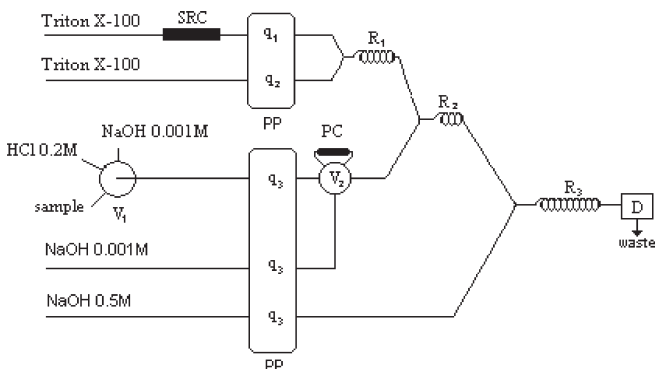 Triton X-100
SRC
q1
R1
Triton X-100
q2
R2
PP
NaOH 0.001M
PC
HCl 0.2M
q3
V2
R3
D
sample
V1
waste
NaOH 0.001M
q3
NaOH 0.5M
q3
PP